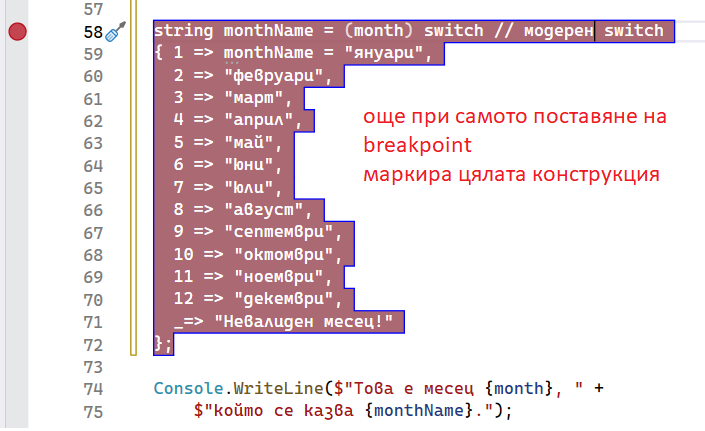 57
58 string monthName = (month) switch // модерен switch
59 { 1 => monthName = "януари",
60 2 => "февруари",
61 3 => "март",
62 4 => "април",
63 5 => "май",
64 6 => "юни",
65 7 => "юли",
66 8 => "август",
67 9 => "септември",
68 10 => "октомври",
69 11 => "ноември",
70 12 => "декември",
71 _=> "Невалиден месец!"
72 };
73
74 Console.WriteLine($"Това е месец {month}, " +
75 $"който се казва {monthName}.");
още при самото поставяне на
breakpoint
маркира цялата конструкция